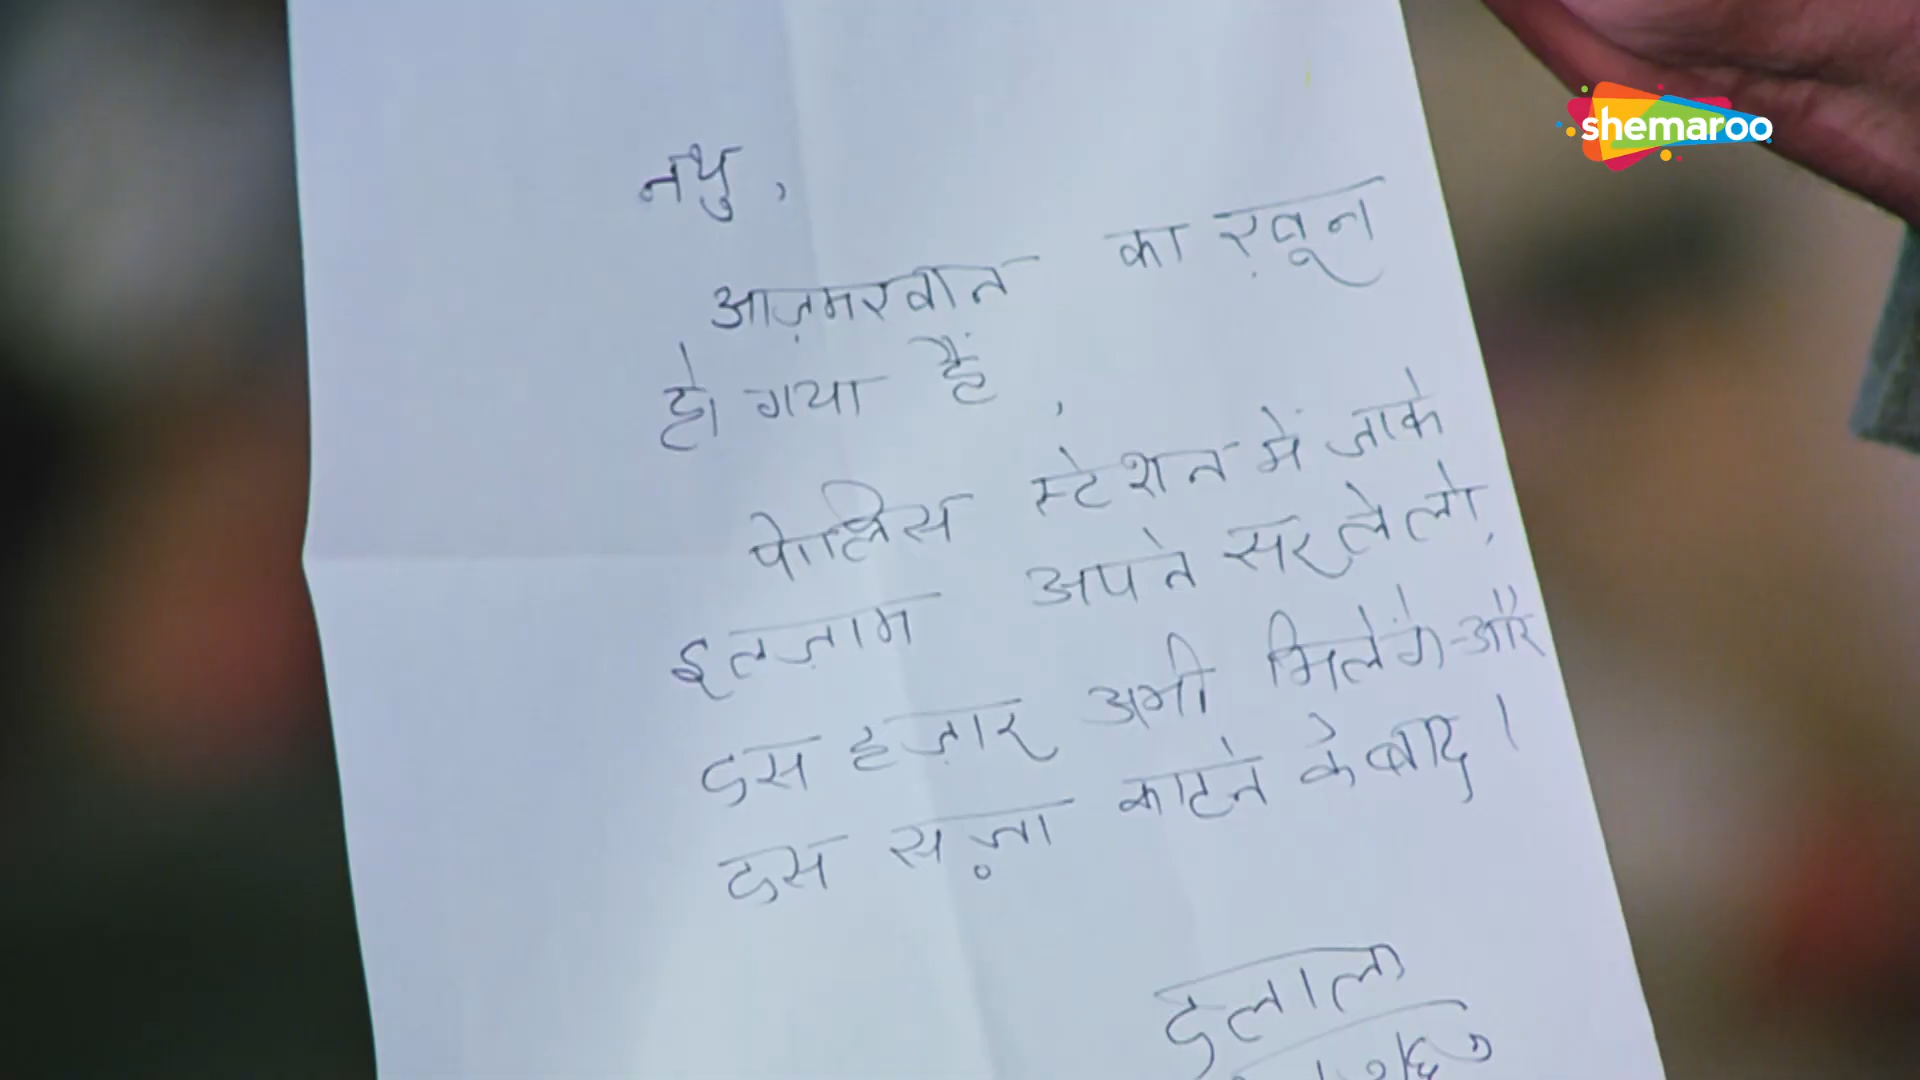 shemaroo
नथु,
आज़मखान का ख़ून
हो गया हैं,
पोलिस स्टेशन में जाके
इलज़ाम अपने सर लेलो,
दस हज़ार अभी मिलेंगे-और
दस सज़ा काटने के बाद।
दलाल